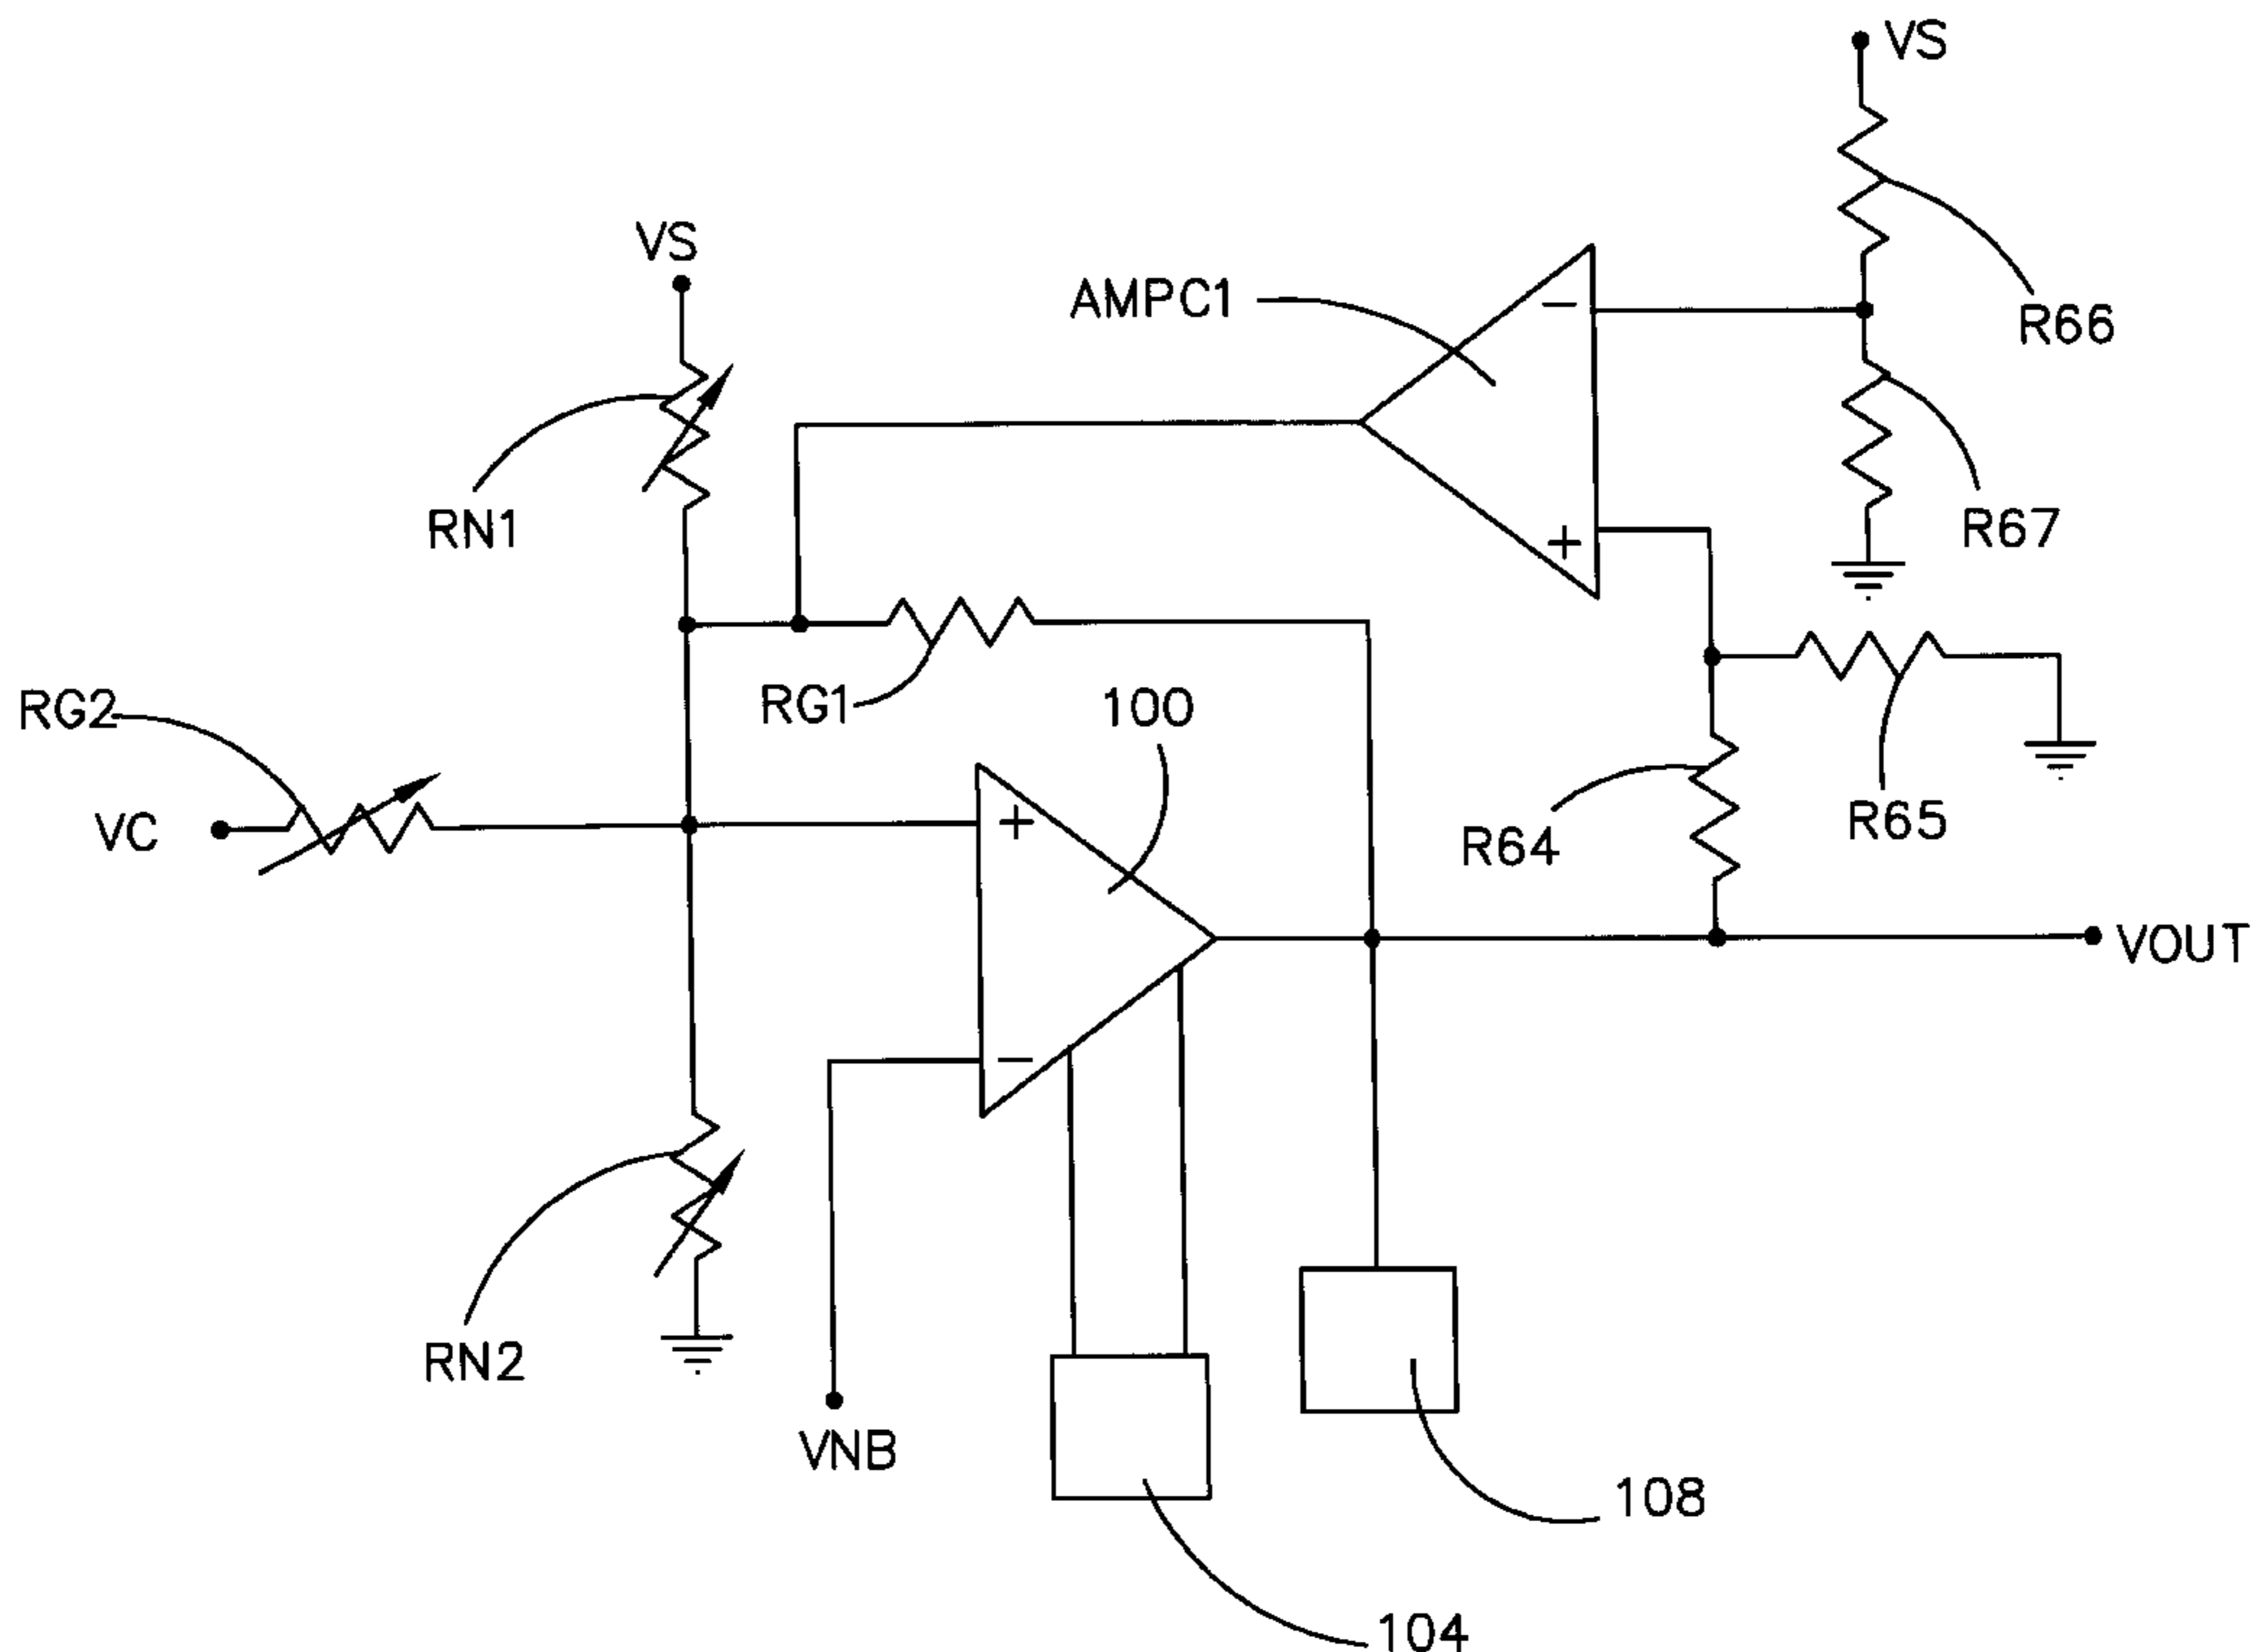 VS
VS
AMPC1
R66
RN1
R67
RG2
RG1
100
VC
R64
R65
+
-
+
-
VOUT
RN2
VNB
108
104